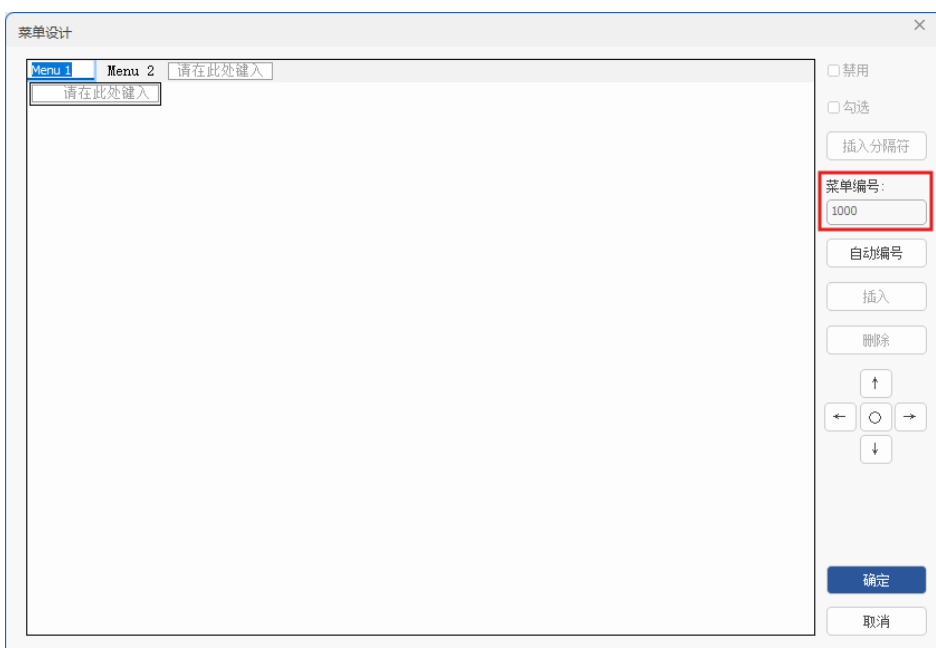 菜单设计
Menu 1 Menu 2 请在此处键入
请在此处键入
禁用
勾选
插入分隔符
菜单编号:
1000
自动编号
插入
删除
确定
取消